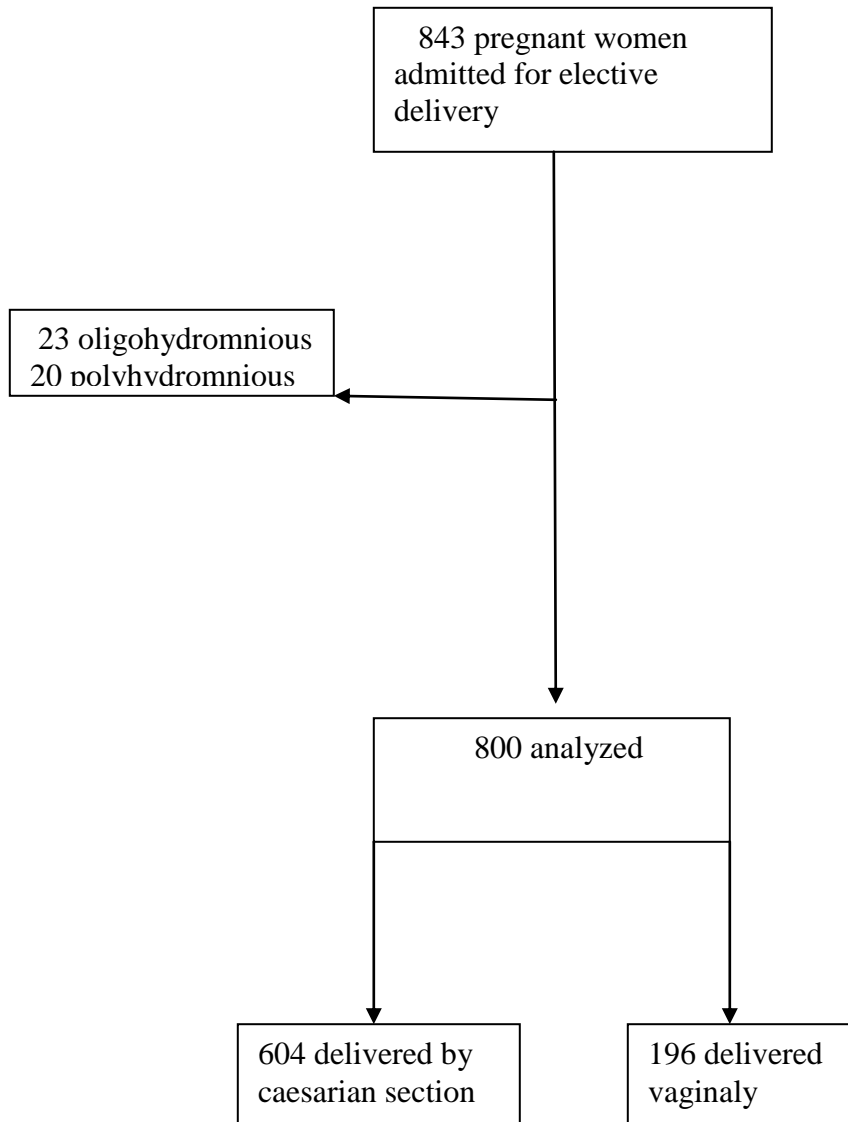 843 pregnant women
admitted for elective
delivery
23 oligohydromnious
20 polyhydromnious
800 analyzed
604 delivered by
caesarian section
196 delivered
vaginaly